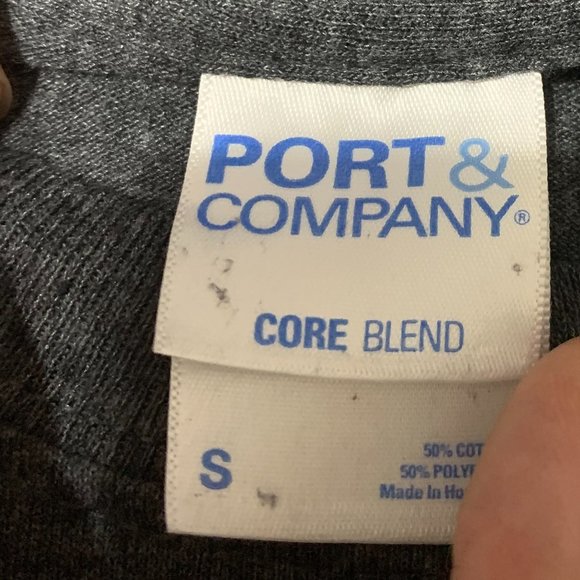 PORT &
COMPANY®
CORE BLEND
S
50% COT
50% POLYE
Made In Ho